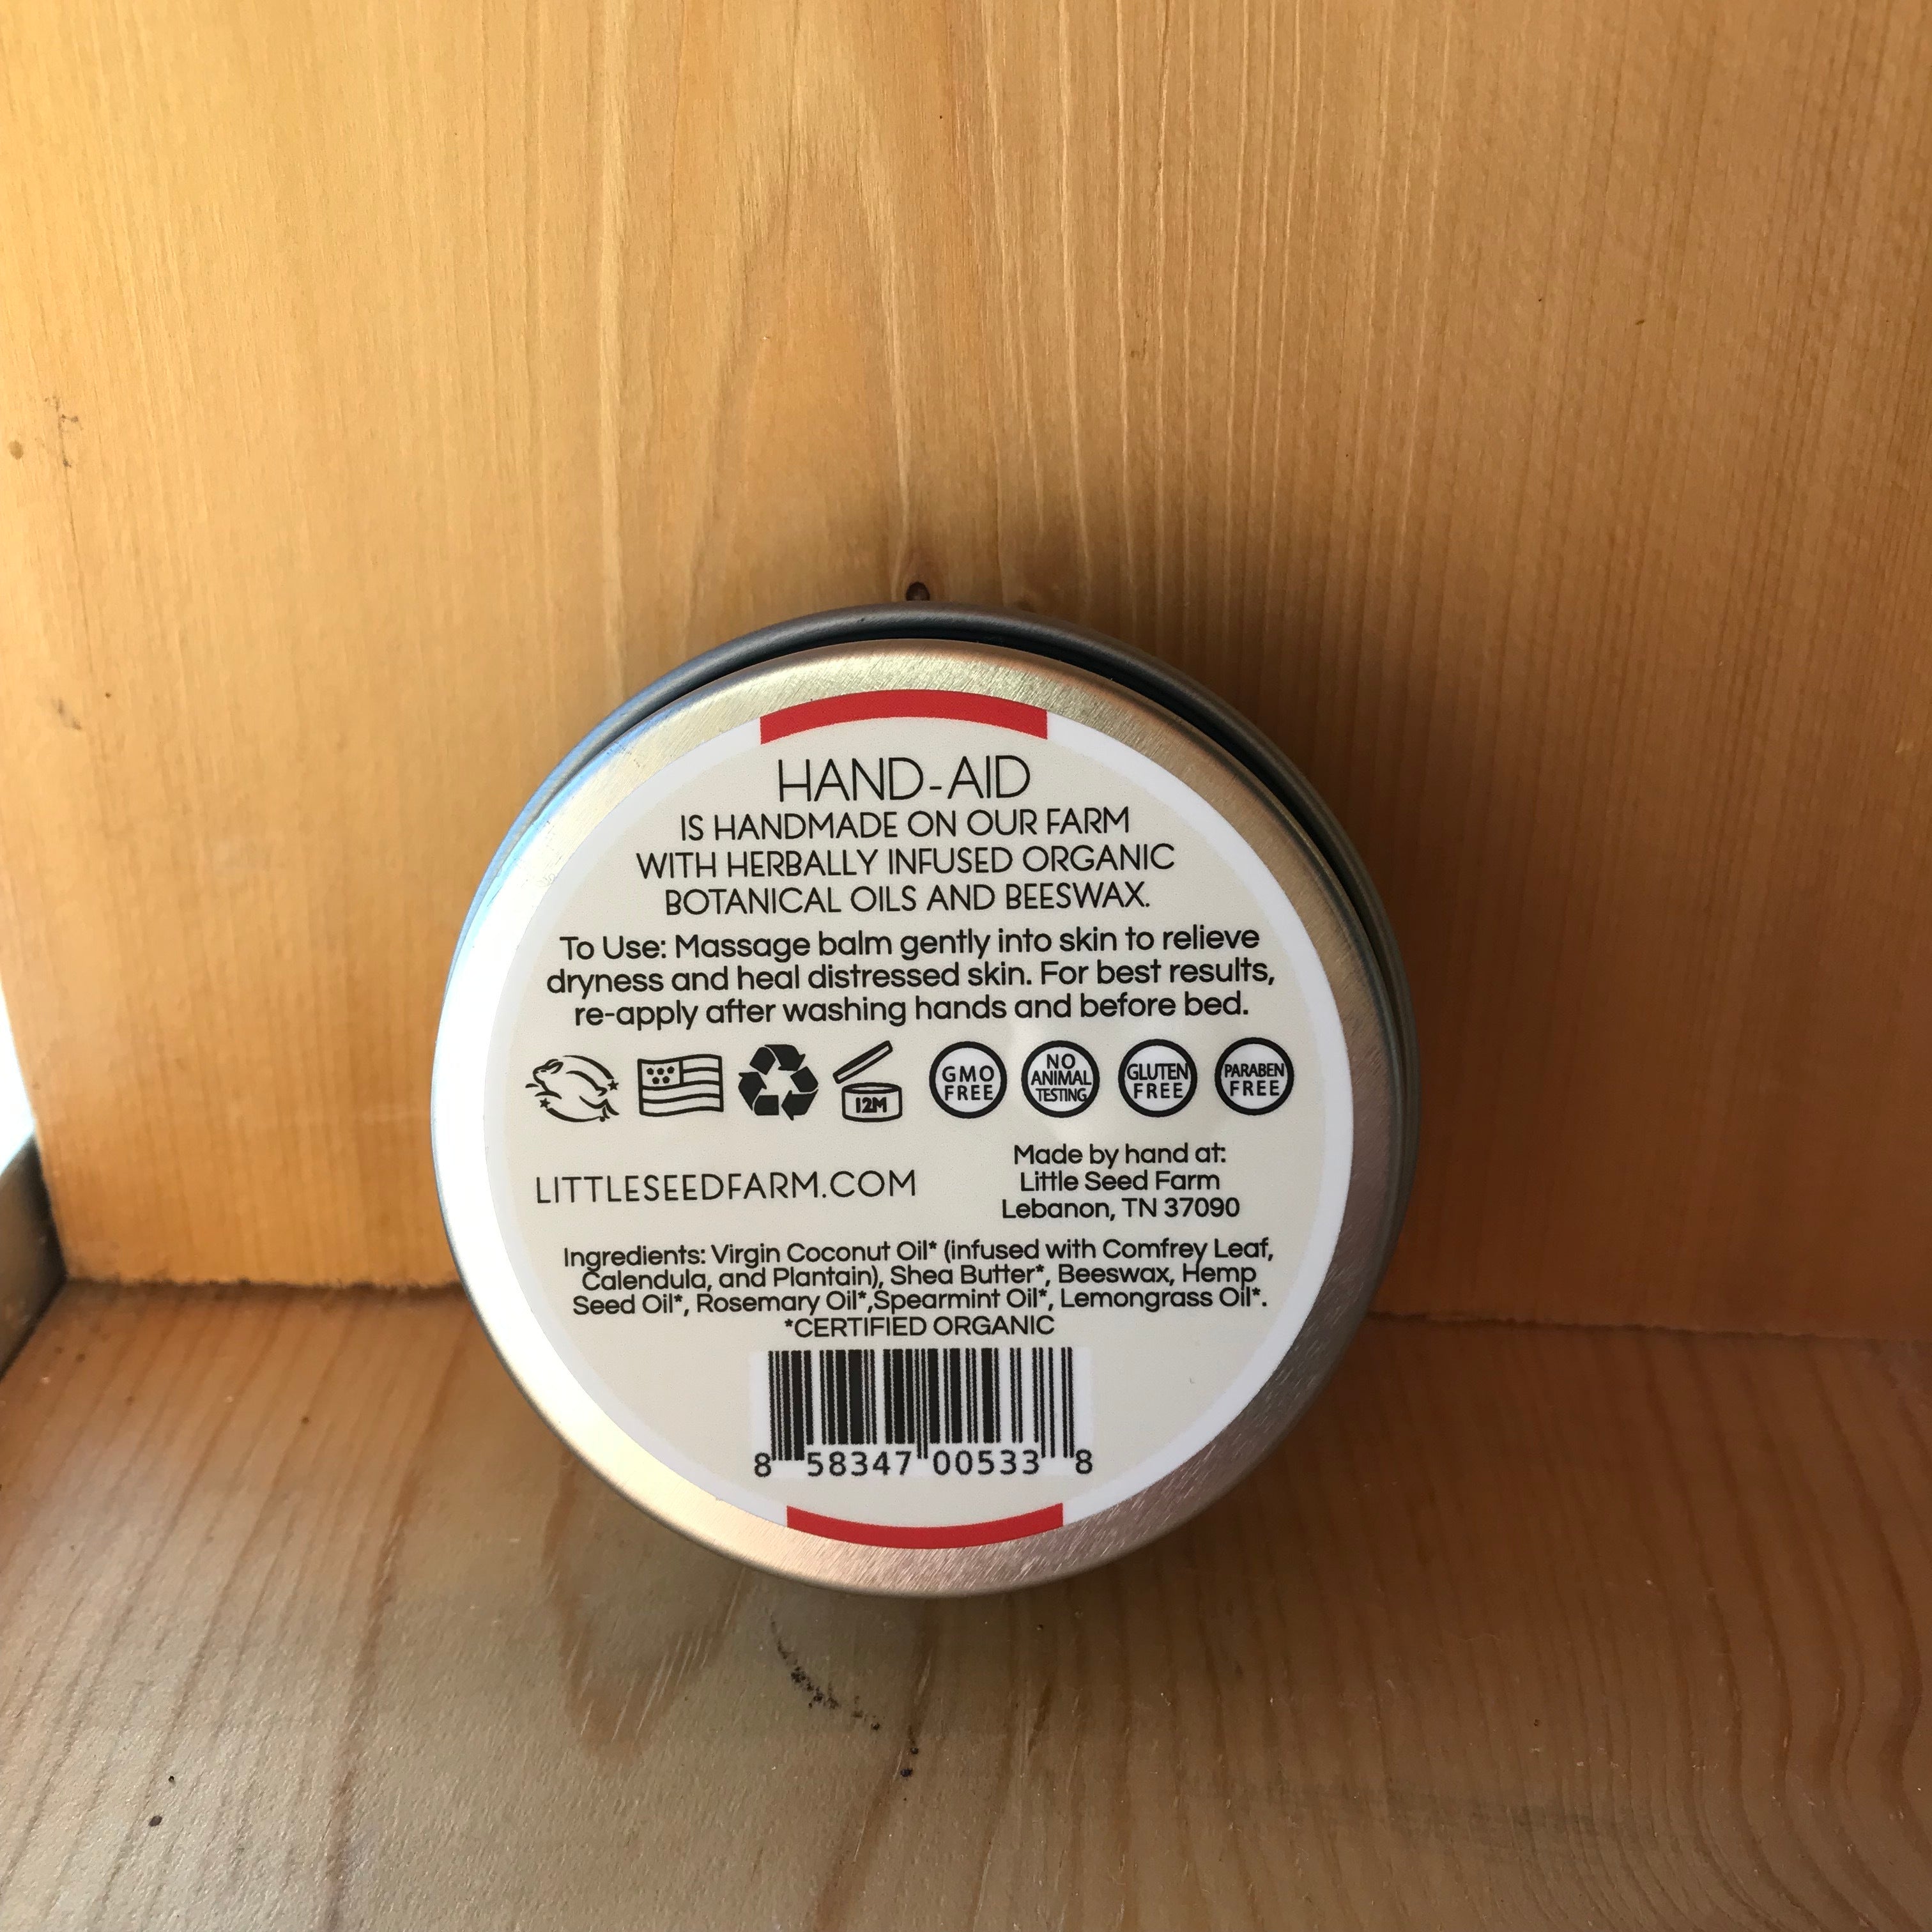 HAND-AID
IS HANDMADE ON OUR FARM
WITH HERBALLY INFUSED ORGANIC
BOTANICAL OILS AND BEESWAX.
To Use: Massage balm gently into skin to relieve
dryness and heal distressed skin. For best results,
re-apply after washing hands and before bed.
12M
GMO
FREE
NO
ANIMAL
TESTING
GLUTEN
FREE
PARABEN
FREE
LITTLESEEDFARM.COM
Made by hand at:
Little Seed Farm
Lebanon, TN 37090
Ingredients: Virgin Coconut Oil* (infused with Comfrey Leaf,
Calendula, and Plantain), Shea Butter*, Beeswax, Hemp
Seed Oil*, Rosemary Oil*,Spearmint Oil*, Lemongrass Oil*.
*CERTIFIED ORGANIC
8 58347 00533 8